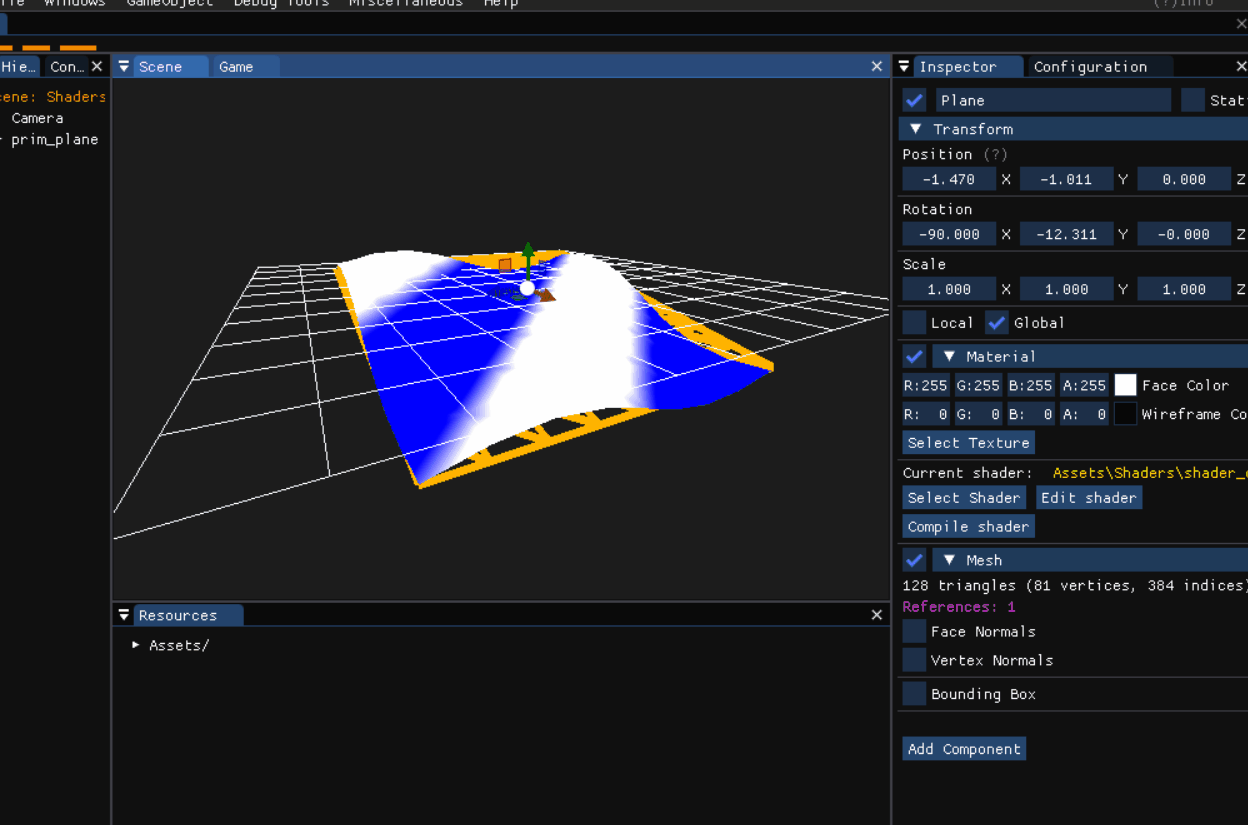 Windows GameObject Debug Tools Miscellaneous Help (?)Info
Hie… Con…
Scene Game
Inspector Configuration
Scene: Shaders
Camera
prim_plane
Plane
Transform
Position (?)
-1.470 X -1.011 Y 0.000 Z
Rotation
-90.000 X -12.311 Y -0.000 Z
Scale
1.000 X 1.000 Y 1.000 Z
Local Global
Material
R:255 G:255 B:255 A:255 Face Color
R: 0 G: 0 B: 0 A: 0 Wireframe Co
Select Texture
Current shader: Assets\Shaders\shader_
Select Shader Edit shader
Compile shader
Mesh
128 triangles (81 vertices, 384 indices)
References: 1
Face Normals
Vertex Normals
Bounding Box
Add Component
Resources
Assets/